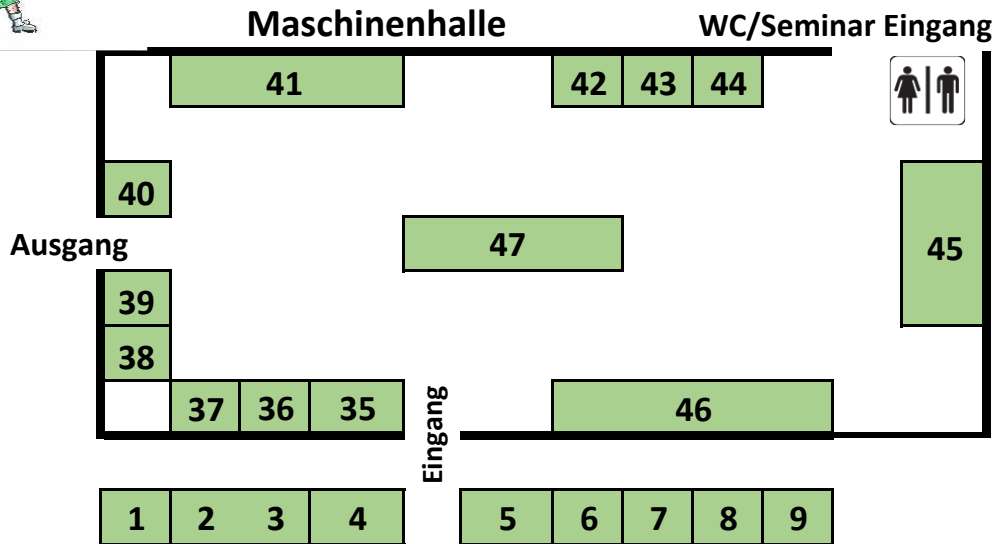 Maschinenhalle WC/Seminar Eingang
41 42 43 44
40
Ausgang 47 45
39
38
37 36 35 Eingang 46
1 2 3 4 5 6 7 8 9